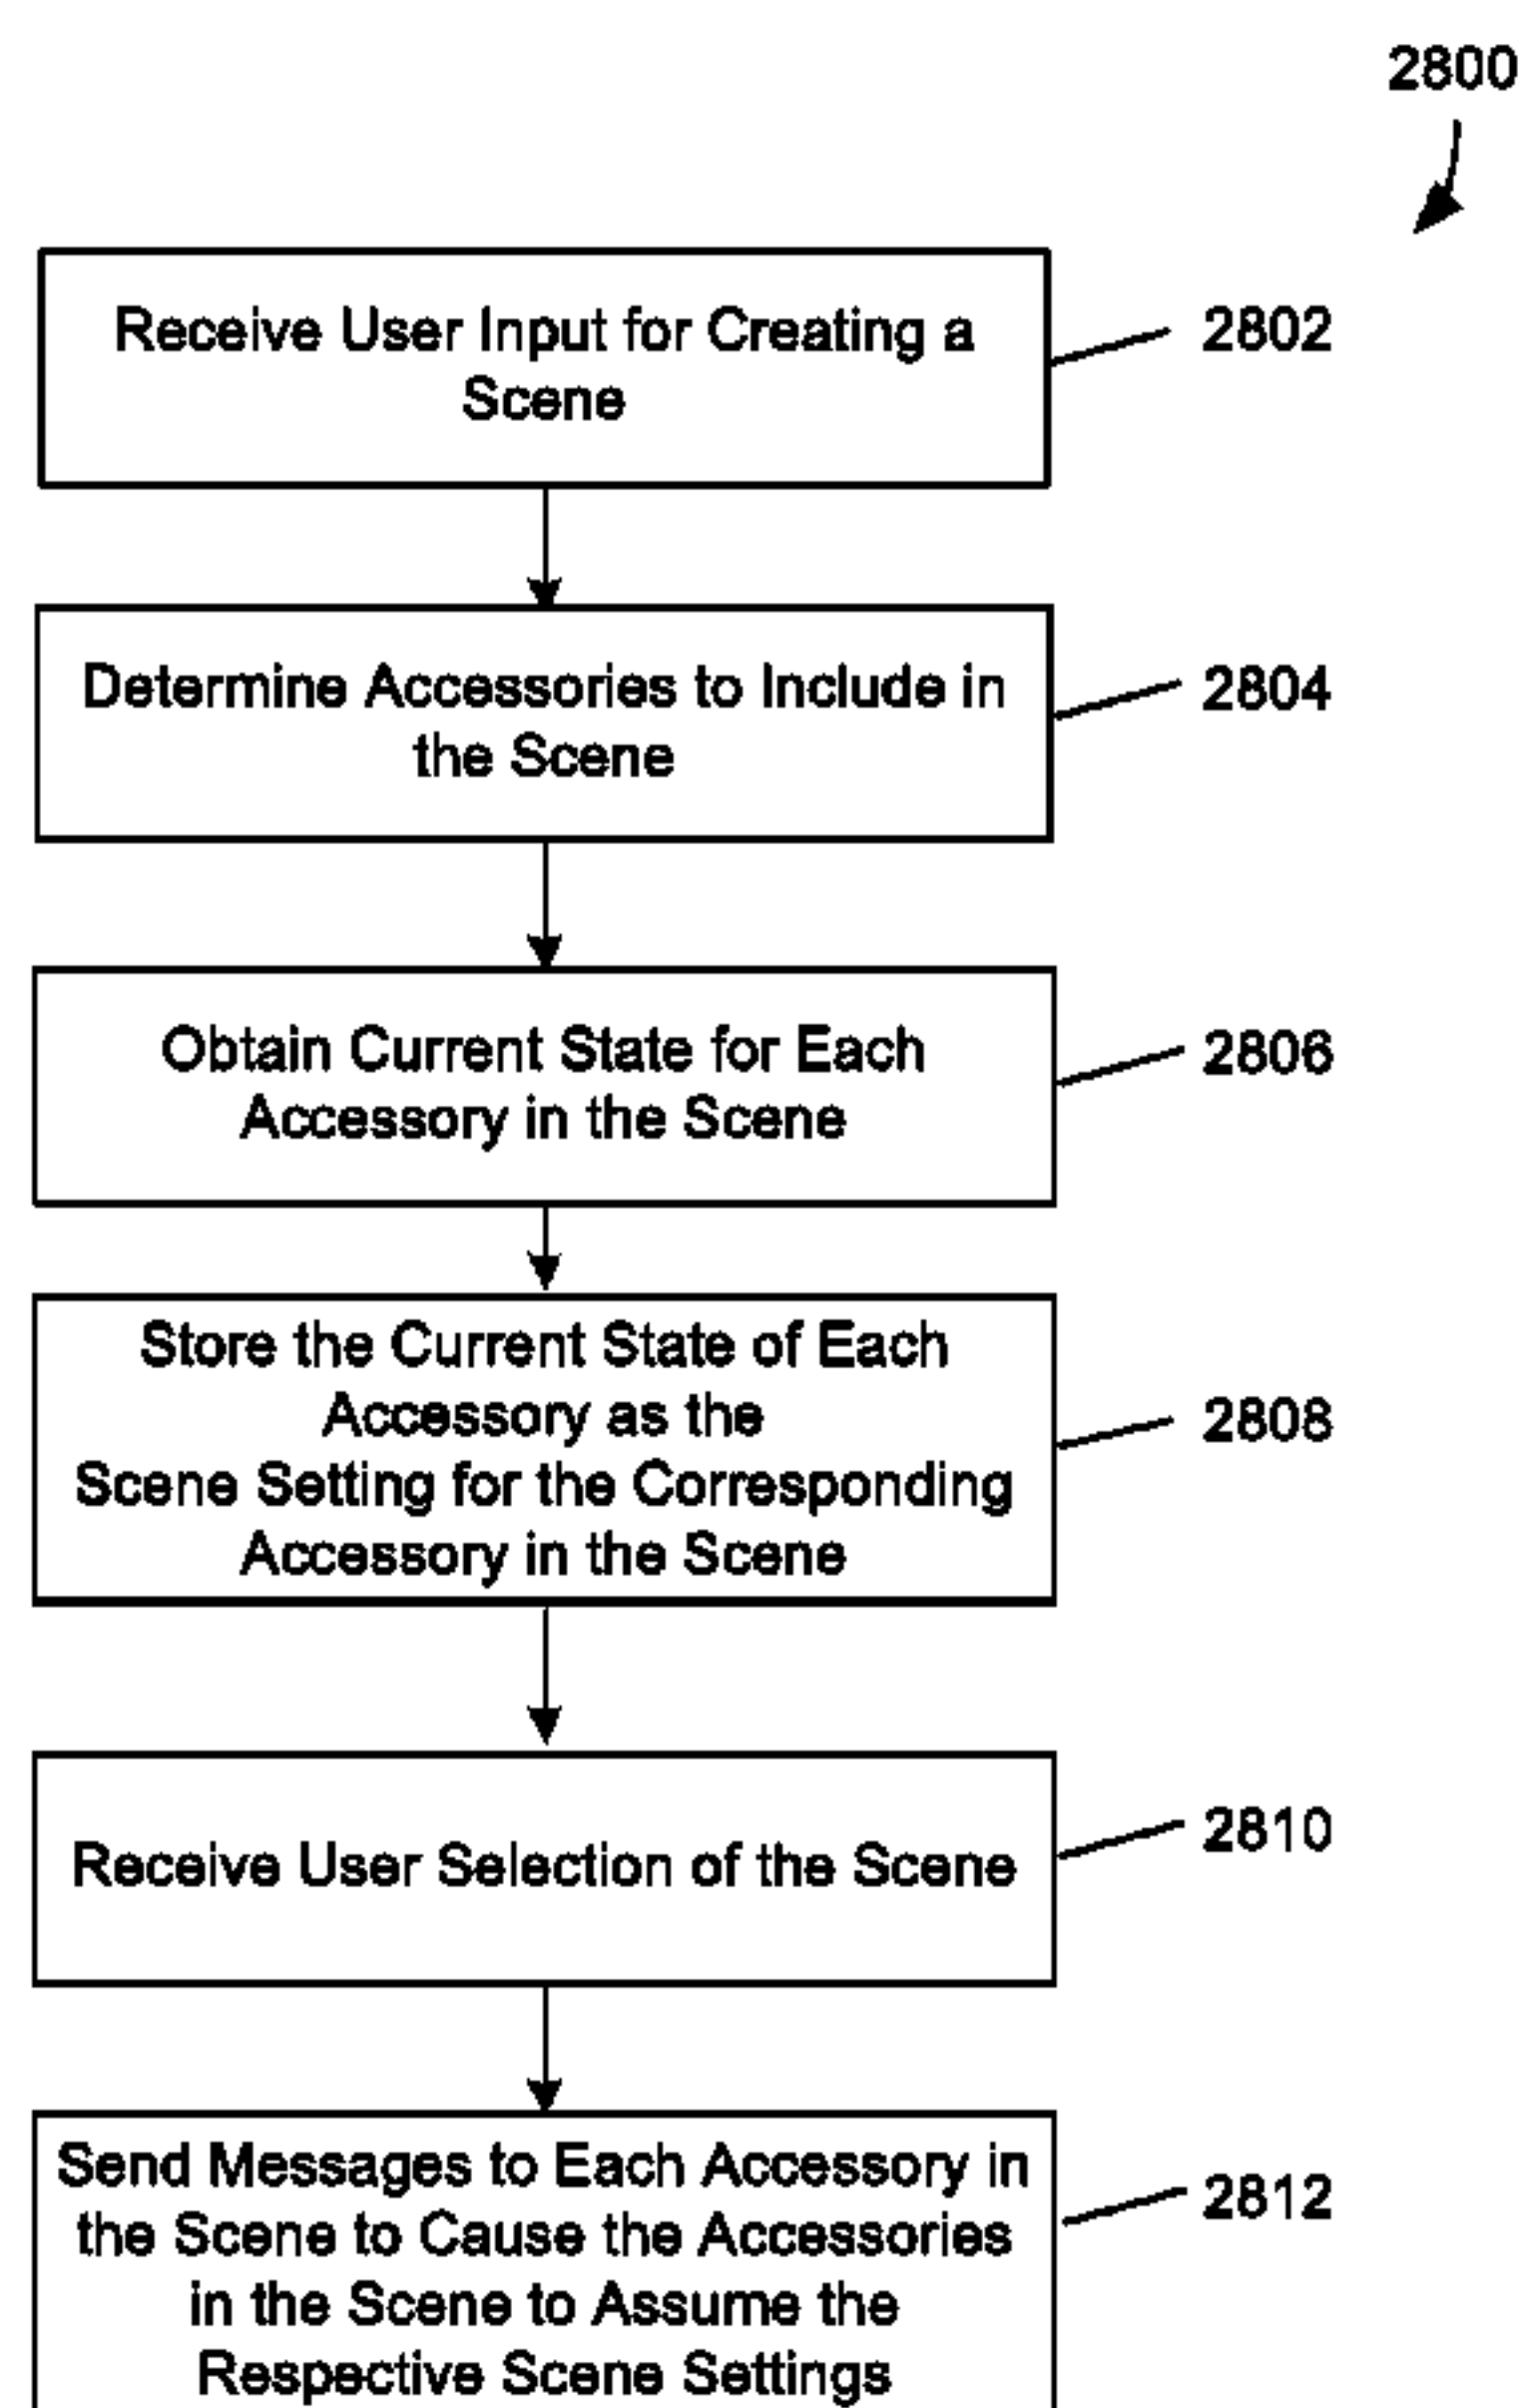 2800
Receive User Input for Creating a
Scene
2802
Determine Accessories to Include in
the Scene
2804
Obtain Current State for Each
Accessory in the Scene
2806
Store the Current State of Each
Accessory as the
Scene Setting for the Corresponding
Accessory in the Scene
2808
Receive User Selection of the Scene
2810
Send Messages to Each Accessory in
the Scene to Cause the Accessories
in the Scene to Assume the
Respective Scene Settings
2812